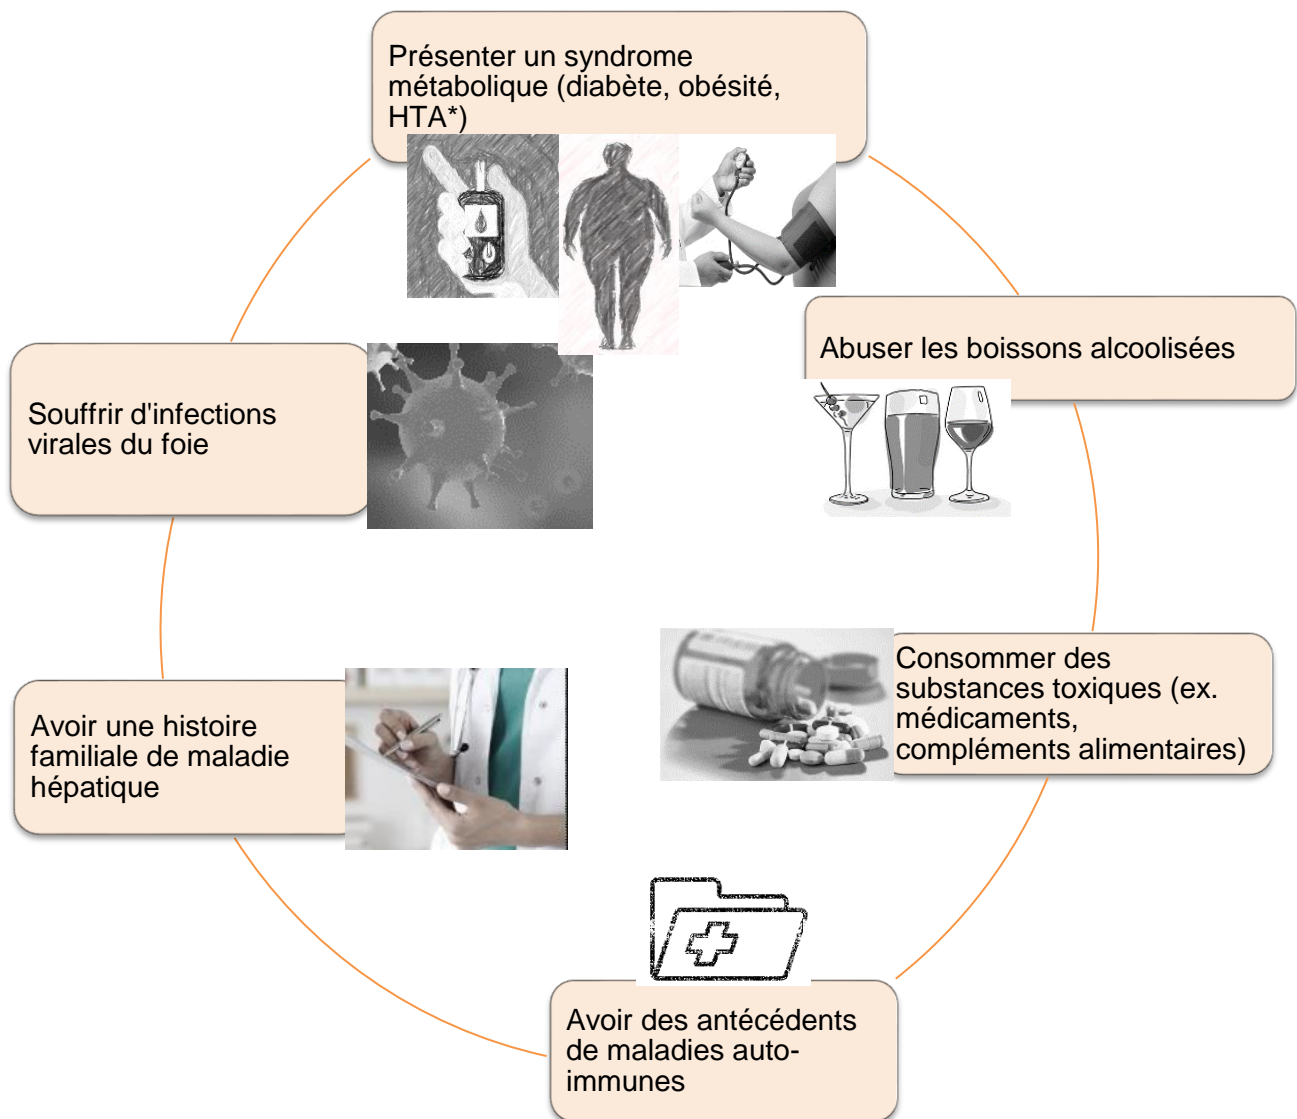 Présenter un syndrome
métabolique (diabète, obésité,
HTA*)
Abuser les boissons alcoolisées
Souffrir d'infections
virales du foie
Consommer des
substances toxiques (ex.
médicaments,
compléments alimentaires)
Avoir une histoire
familiale de maladie
hépatique
Avoir des antécédents
de maladies auto-
immunes